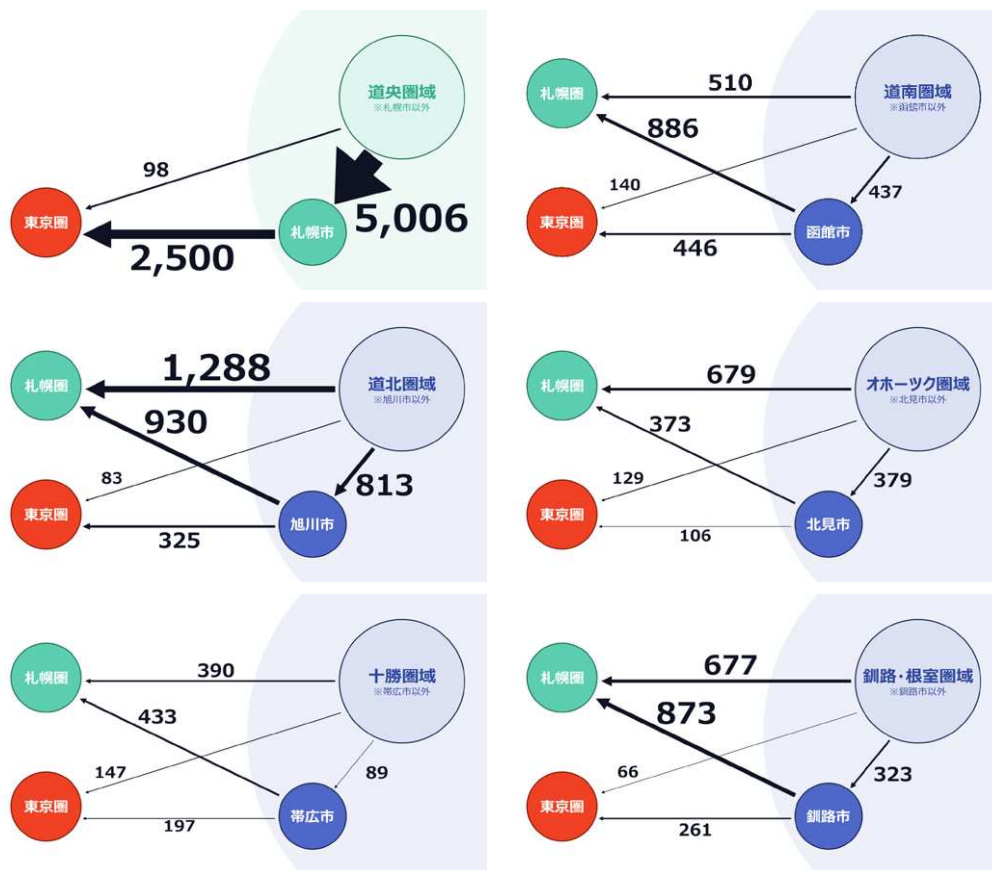 道央圏域
※札幌市以外
98
東京圏
札幌市
5,006
2,500
札幌圏
510
道南圏域
※函館市以外
886
140
437
東京圏
函館市
446
札幌圏
1,288
道北圏域
※旭川市以外
930
83
813
東京圏
旭川市
325
札幌圏
679
オホーツク圏域
※北見市以外
373
129
379
東京圏
北見市
106
札幌圏
390
十勝圏域
※帯広市以外
433
147
89
東京圏
帯広市
197
札幌圏
677
釧路・根室圏域
※釧路市以外
873
66
323
東京圏
釧路市
261